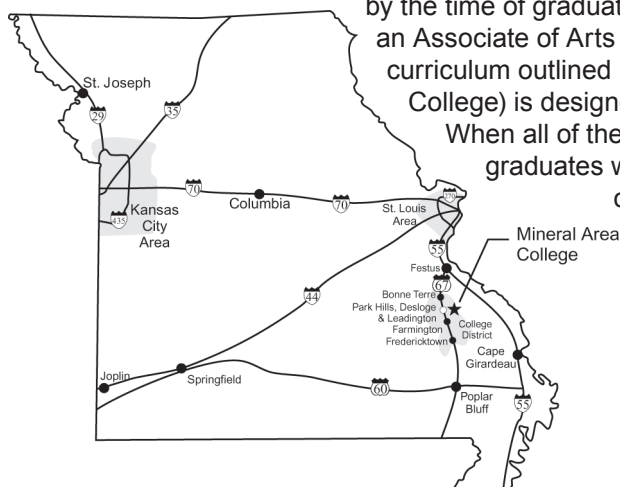 by the time of graduat
an Associate of Arts
curriculum outlined
College) is designe
When all of the
graduates w
St. Joseph
29
35
70
Columbia
70
270
St. Louis
Area
435
Kansas
City
Area
55
Mineral Area
College
Festus
67
44
Bonne Terre
Park Hills, Desloge
& Leadington
Farmington
Fredericktown
College
District
Cape
Girardeau
Joplin
Springfield
60
Poplar
Bluff
55